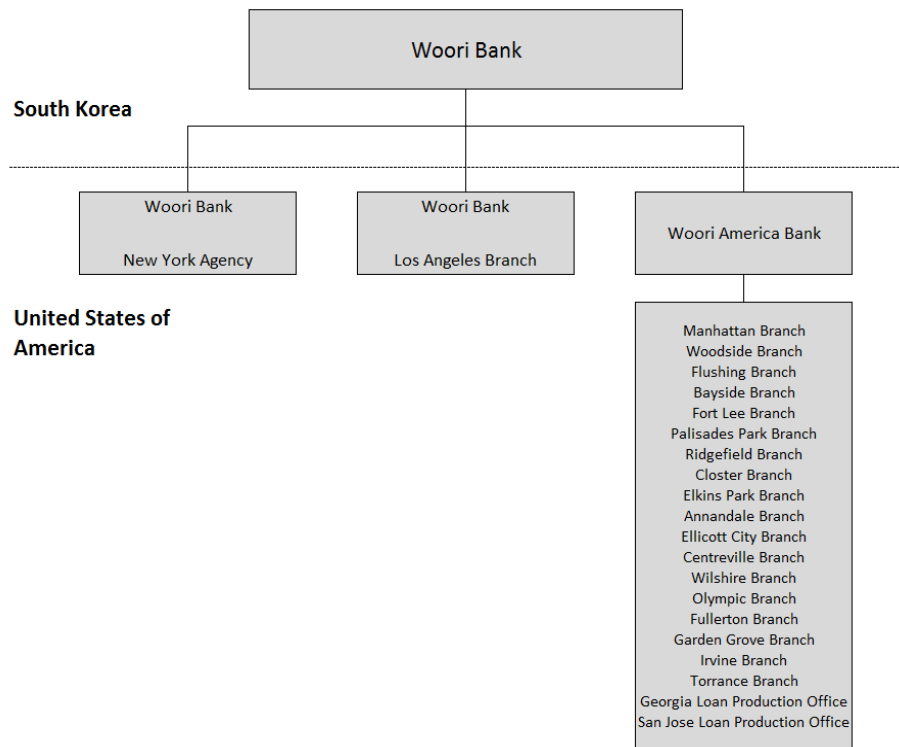 Woori Bank
South Korea
Woori Bank
New York Agency
Woori Bank
Los Angeles Branch
Woori America Bank
United States of
America
Manhattan Branch
Woodside Branch
Flushing Branch
Bayside Branch
Fort Lee Branch
Palisades Park Branch
Ridgefield Branch
Closter Branch
Elkins Park Branch
Annandale Branch
Ellicott City Branch
Centreville Branch
Wilshire Branch
Olympic Branch
Fullerton Branch
Garden Grove Branch
Irvine Branch
Torrance Branch
Georgia Loan Production Office
San Jose Loan Production Office